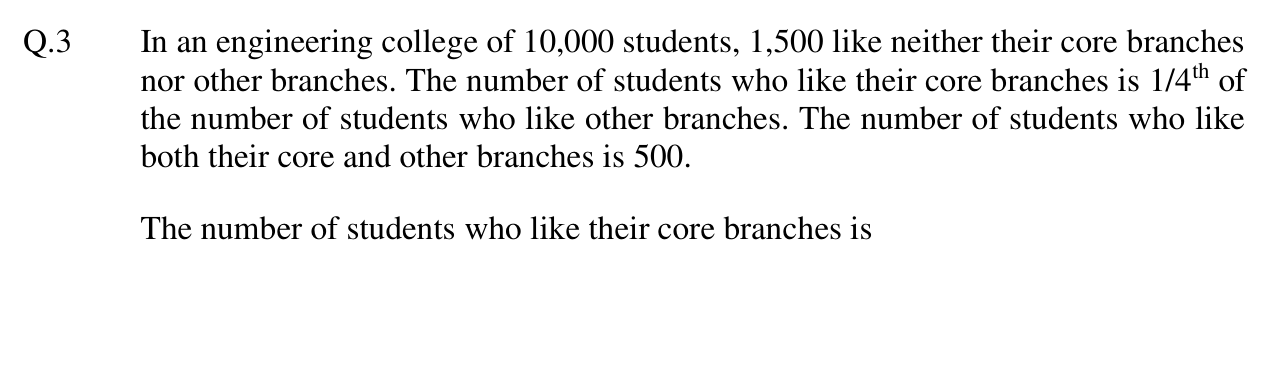 Q.3 In an engineering college of 10,000 students, 1,500 like neither their core branches
nor other branches. The number of students who like their core branches is 1/4th of
the number of students who like other branches. The number of students who like
both their core and other branches is 500.
The number of students who like their core branches is